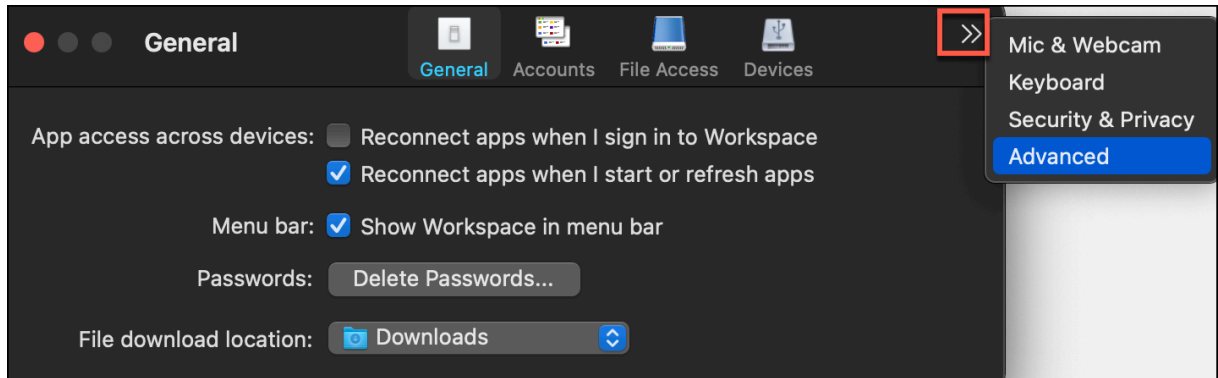 General
General Accounts File Access Devices
Mic & Webcam
Keyboard
Security & Privacy
Advanced
App access across devices: Reconnect apps when I sign in to Workspace
Reconnect apps when I start or refresh apps
Menu bar: Show Workspace in menu bar
Passwords: Delete Passwords...
File download location: Downloads